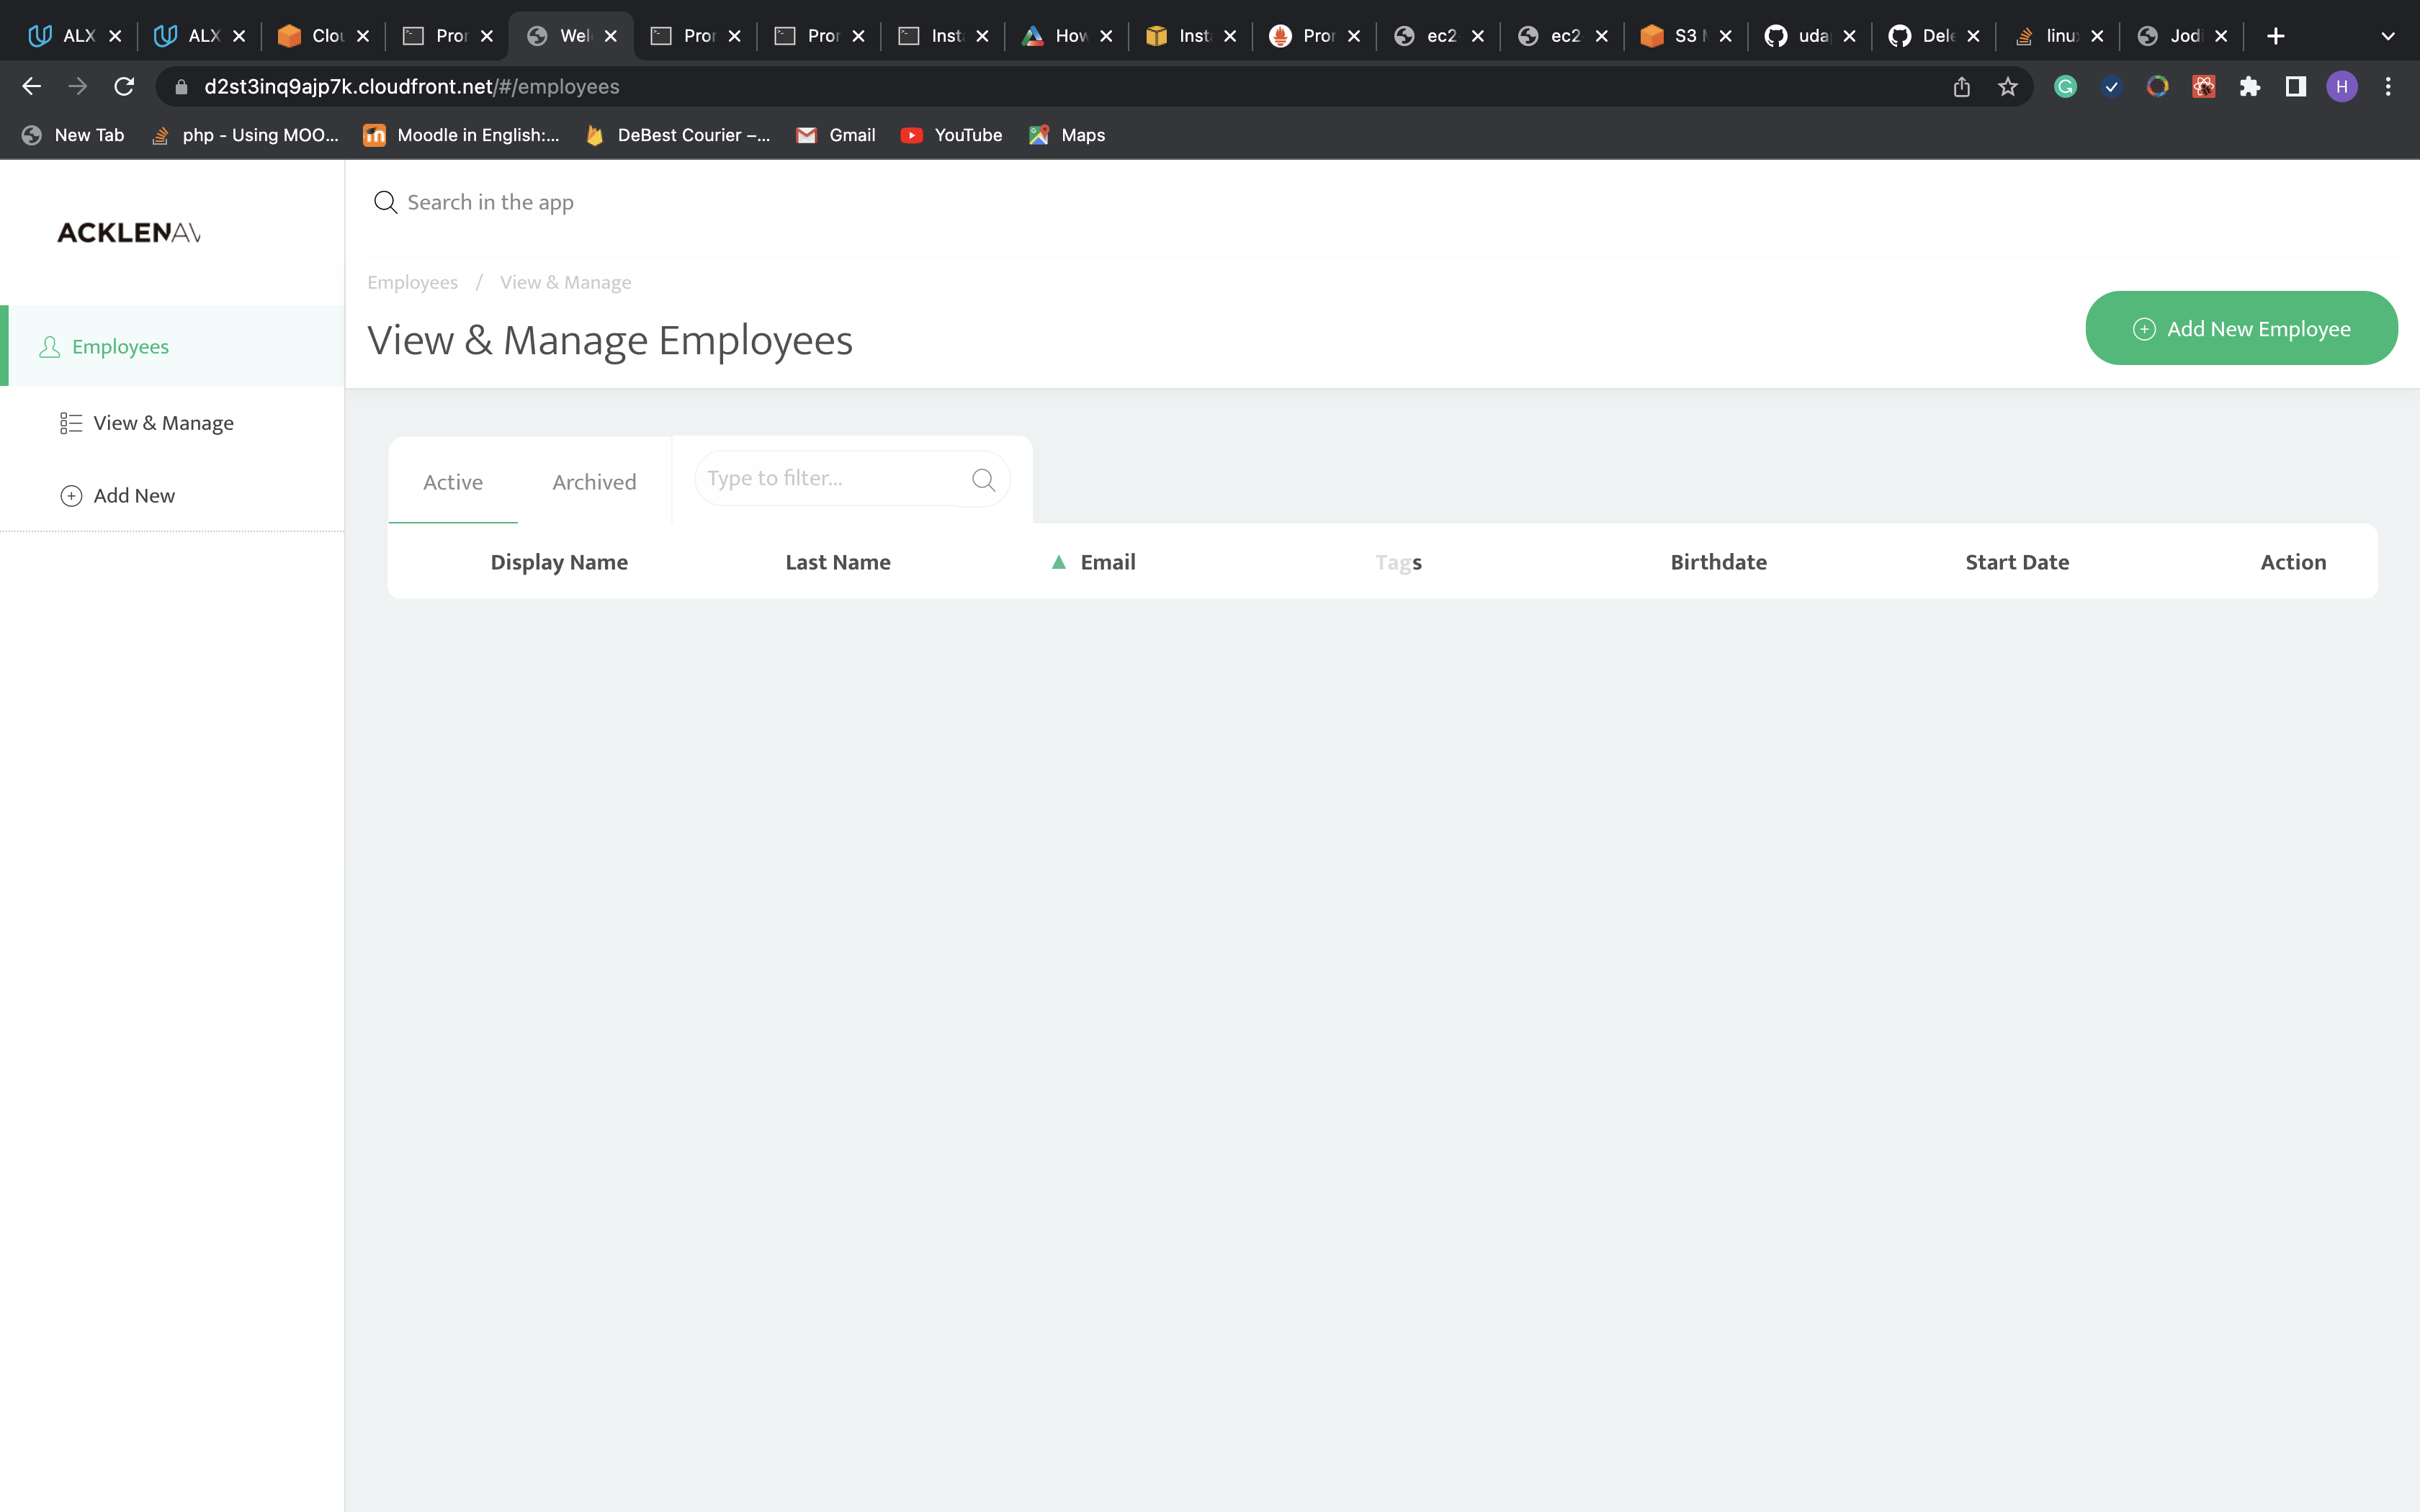 ALX
ALX
Clou
Pror
Wel
Pror
Pror
Inst
How
Inst
Pror
ec2
ec2
S3
uda
Dele
linu
Jodi
d2st3inq9ajp7k.cloudfront.net/#/employees
H
New Tab
php - Using MOO...
Moodle in English:...
DeBest Courier –...
Gmail
YouTube
Maps
ACKLENAV
Search in the app
Employees / View & Manage
View & Manage Employees
Add New Employee
Employees
View & Manage
Add New
Active
Archived
Type to filter...
Display Name
Last Name
Email
Tags
Birthdate
Start Date
Action